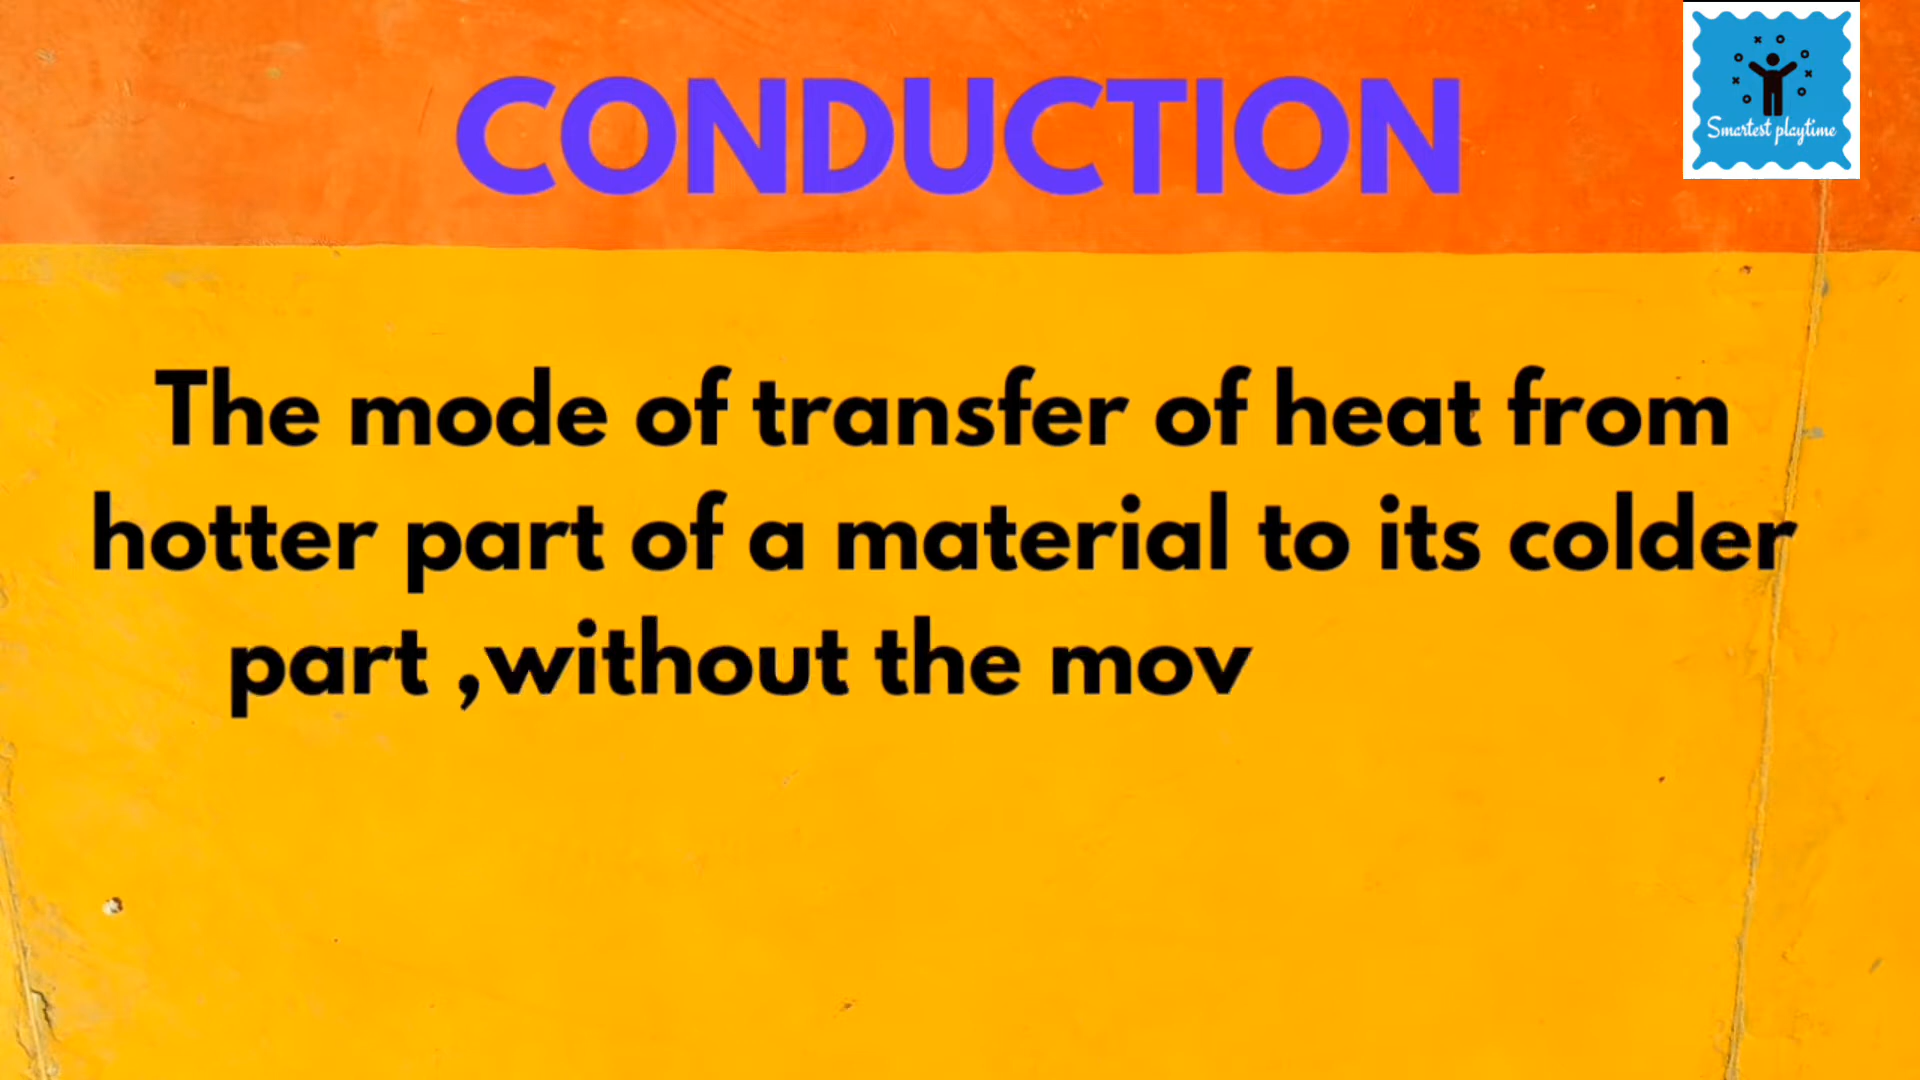 CONDUCTION
Smartest playtime
The mode of transfer of heat from
hotter part of a material to its colder
part ,without the mov